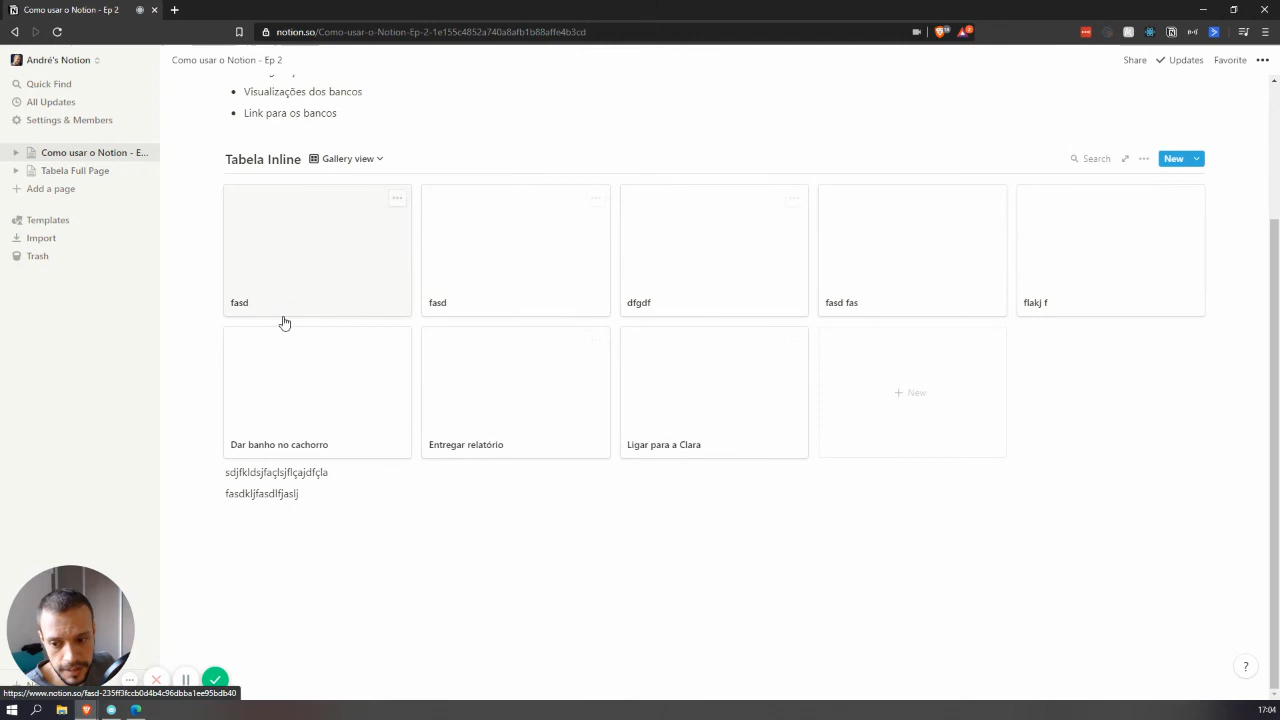 Como usar o Notion - Ep 2
notion.so/Como-usar-o-Notion-Ep-2-1e155c4852a740a8afb1b88affe4b3cd
André's Notion
Como usar o Notion - Ep 2
Share
Updates
Favorite
Quick Find
All Updates
Settings & Members
Como usar o Notion - E...
Tabela Full Page
Add a page
Templates
Import
Trash
Visualizações dos bancos
Link para os bancos
Tabela Inline
Gallery view
Search
New
fasd
fasd
dfgdf
fasd fas
flakj f
Dar banho no cachorro
Entregar relatório
Ligar para a Clara
New
sdjfkldsjfaçlsjflçajdfçla
fasdkljfasdlfjaslj
?
https://www.notion.so/fasd-235ff3fccb0d4b4c96dbba1ee95bdb40
17:04